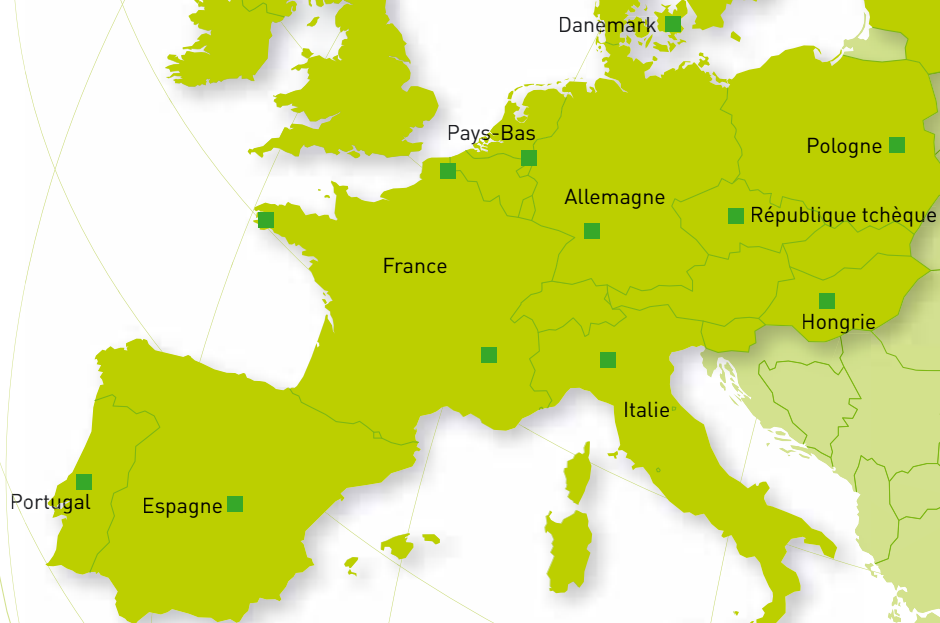 Danemark
Pays-Bas
Pologne
Allemagne
République tchèque
France
Hongrie
Italie
Portugal
Espagne